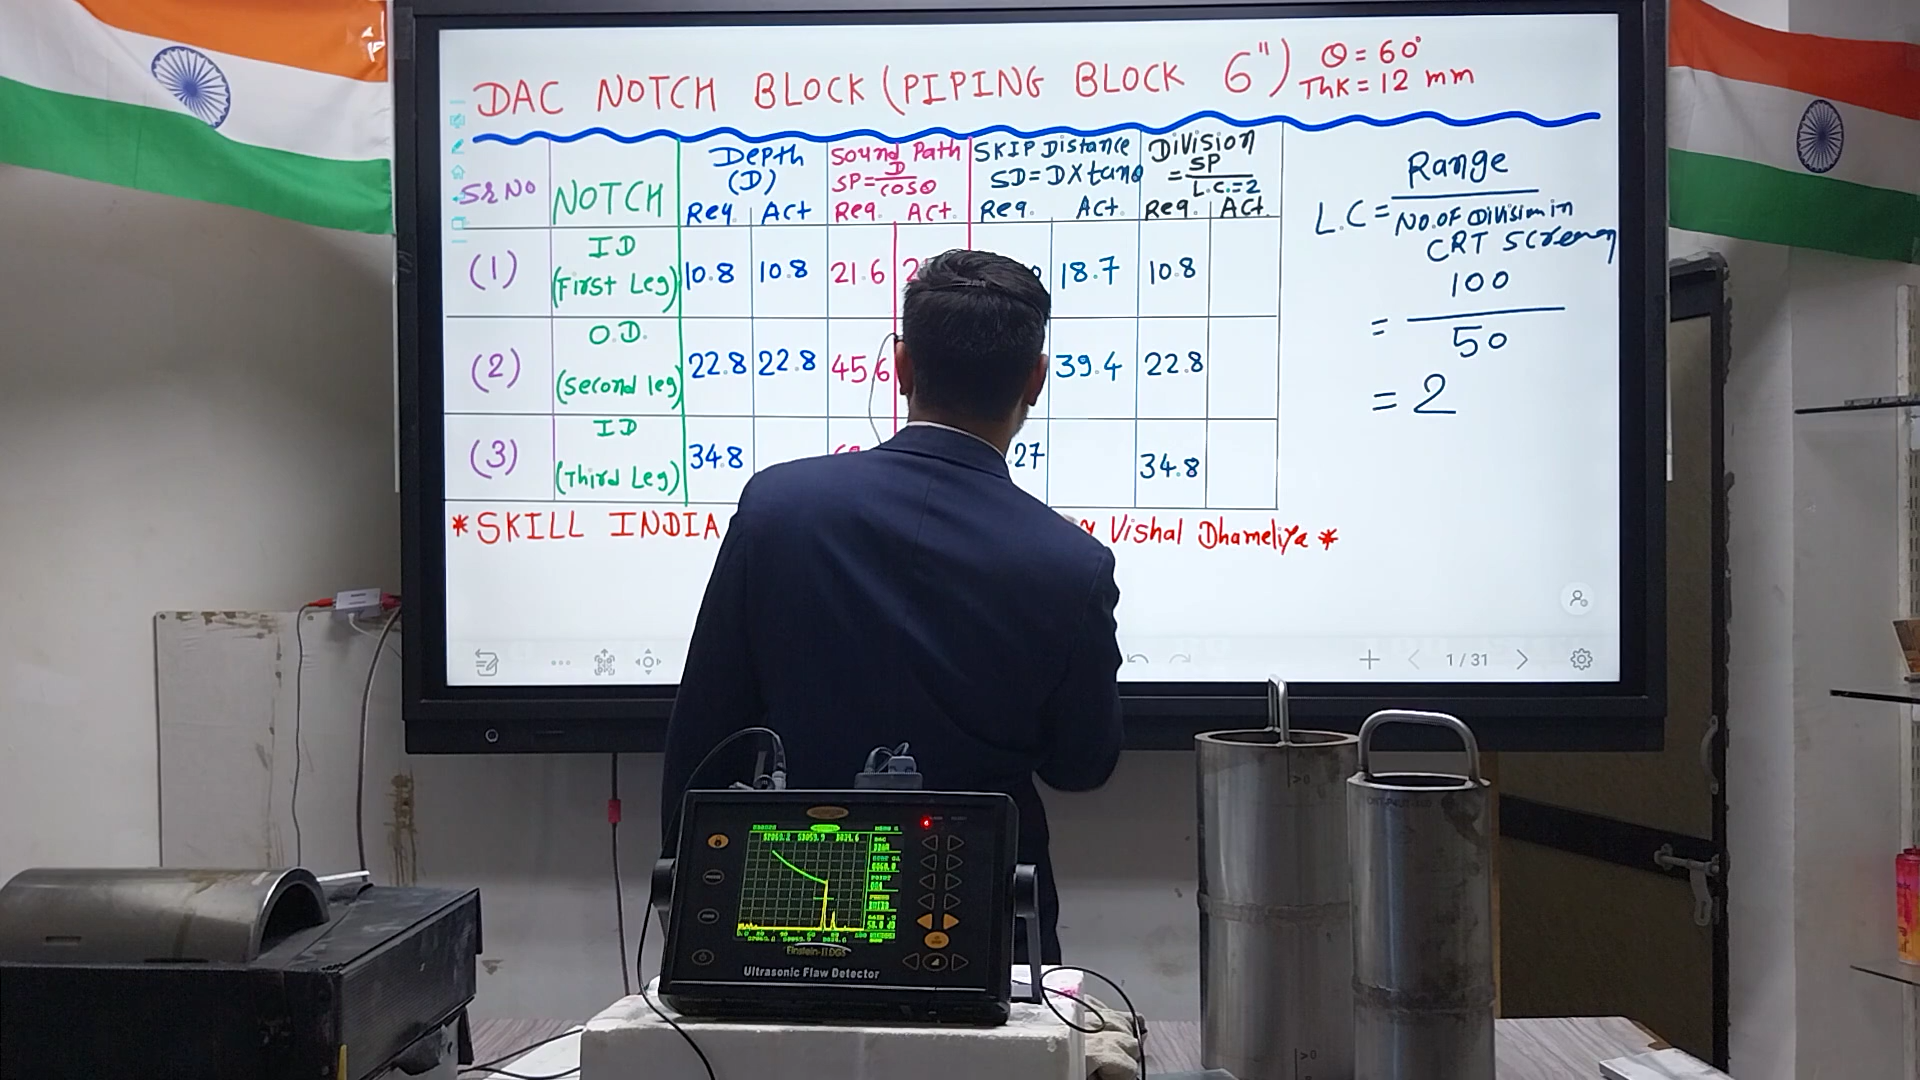 DAC NOTCH BLOCK (PIPING BLOCK 6") θ = 60°
Thk = 12 mm
Sr No NOTCH Depth (D) Sound Path SP = D/cosθ SKIP Distance SD = D X tanθ Division = SP/L.C. = 2
Req. Act Req. Act. Req. Act. Req. Act.
(1) ID (First Leg) 10.8 10.8 21.6 18.7 10.8
(2) O.D. (Second leg) 22.8 22.8 45.6 39.4 22.8
(3) ID (Third Leg) 34.8 .27 34.8
* SKILL INDIA Vishal Dhameliya *
L.C = Range
No. OF Division in
CRT Screen
= 100
50
= 2
1 / 31
Einstein-II DGS
Ultrasonic Flaw Detector